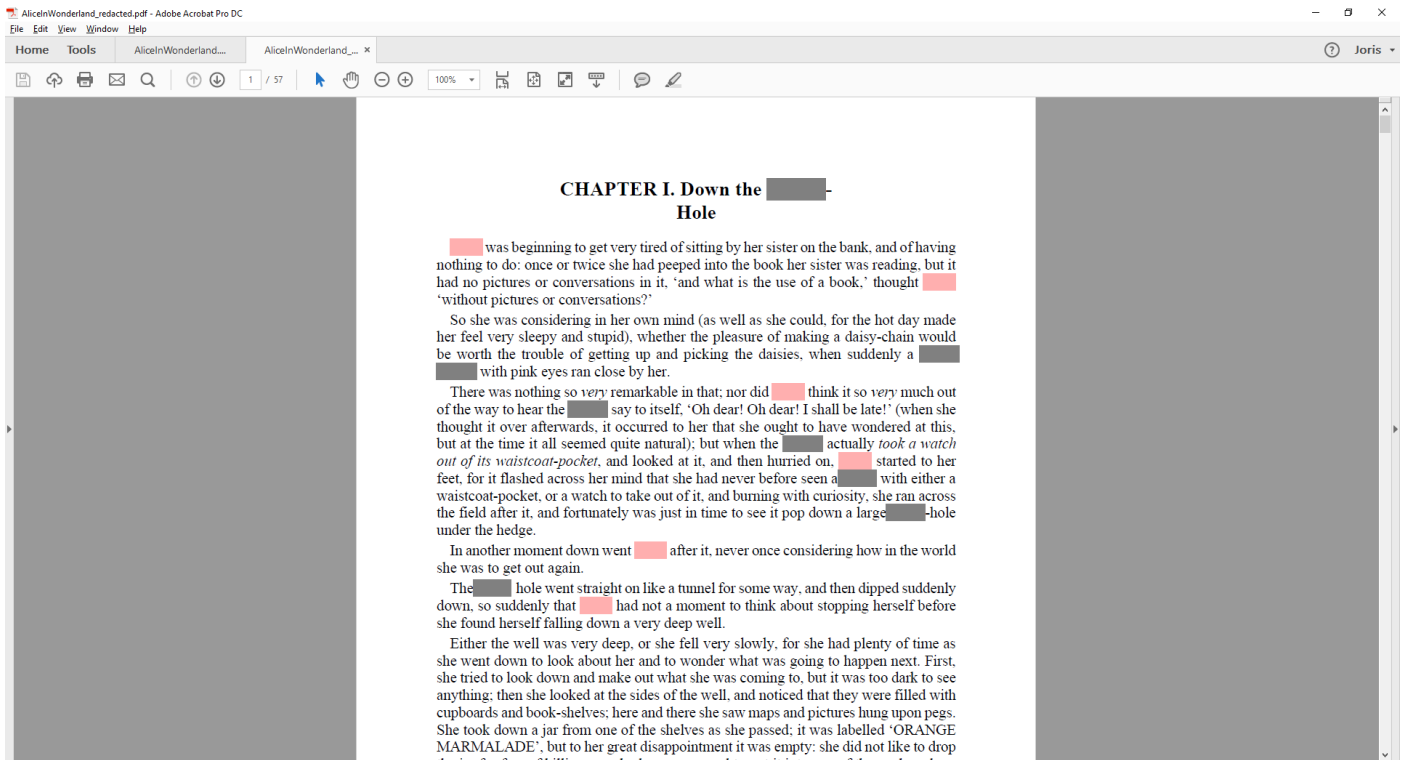 AliceInWonderland_redacted.pdf - Adobe Acrobat Pro DC
File Edit View Window Help
Home Tools AliceInWonderland.... AliceInWonderland_... × ? Joris
1 / 57 100%
CHAPTER I. Down the -
Hole
was beginning to get very tired of sitting by her sister on the bank, and of having
nothing to do: once or twice she had peeped into the book her sister was reading, but it
had no pictures or conversations in it, ‘and what is the use of a book,’ thought
‘without pictures or conversations?’
So she was considering in her own mind (as well as she could, for the hot day made
her feel very sleepy and stupid), whether the pleasure of making a daisy-chain would
be worth the trouble of getting up and picking the daisies, when suddenly a
with pink eyes ran close by her.
There was nothing so very remarkable in that; nor did think it so very much out
of the way to hear the say to itself, ‘Oh dear! Oh dear! I shall be late!’ (when she
thought it over afterwards, it occurred to her that she ought to have wondered at this,
but at the time it all seemed quite natural); but when the actually took a watch
out of its waistcoat-pocket, and looked at it, and then hurried on, started to her
feet, for it flashed across her mind that she had never before seen a with either a
waistcoat-pocket, or a watch to take out of it, and burning with curiosity, she ran across
the field after it, and fortunately was just in time to see it pop down a large -hole
under the hedge.
In another moment down went after it, never once considering how in the world
she was to get out again.
The hole went straight on like a tunnel for some way, and then dipped suddenly
down, so suddenly that had not a moment to think about stopping herself before
she found herself falling down a very deep well.
Either the well was very deep, or she fell very slowly, for she had plenty of time as
she went down to look about her and to wonder what was going to happen next. First,
she tried to look down and make out what she was coming to, but it was too dark to see
anything; then she looked at the sides of the well, and noticed that they were filled with
cupboards and book-shelves; here and there she saw maps and pictures hung upon pegs.
She took down a jar from one of the shelves as she passed; it was labelled ‘ORANGE
MARMALADE’, but to her great disappointment it was empty: she did not like to drop